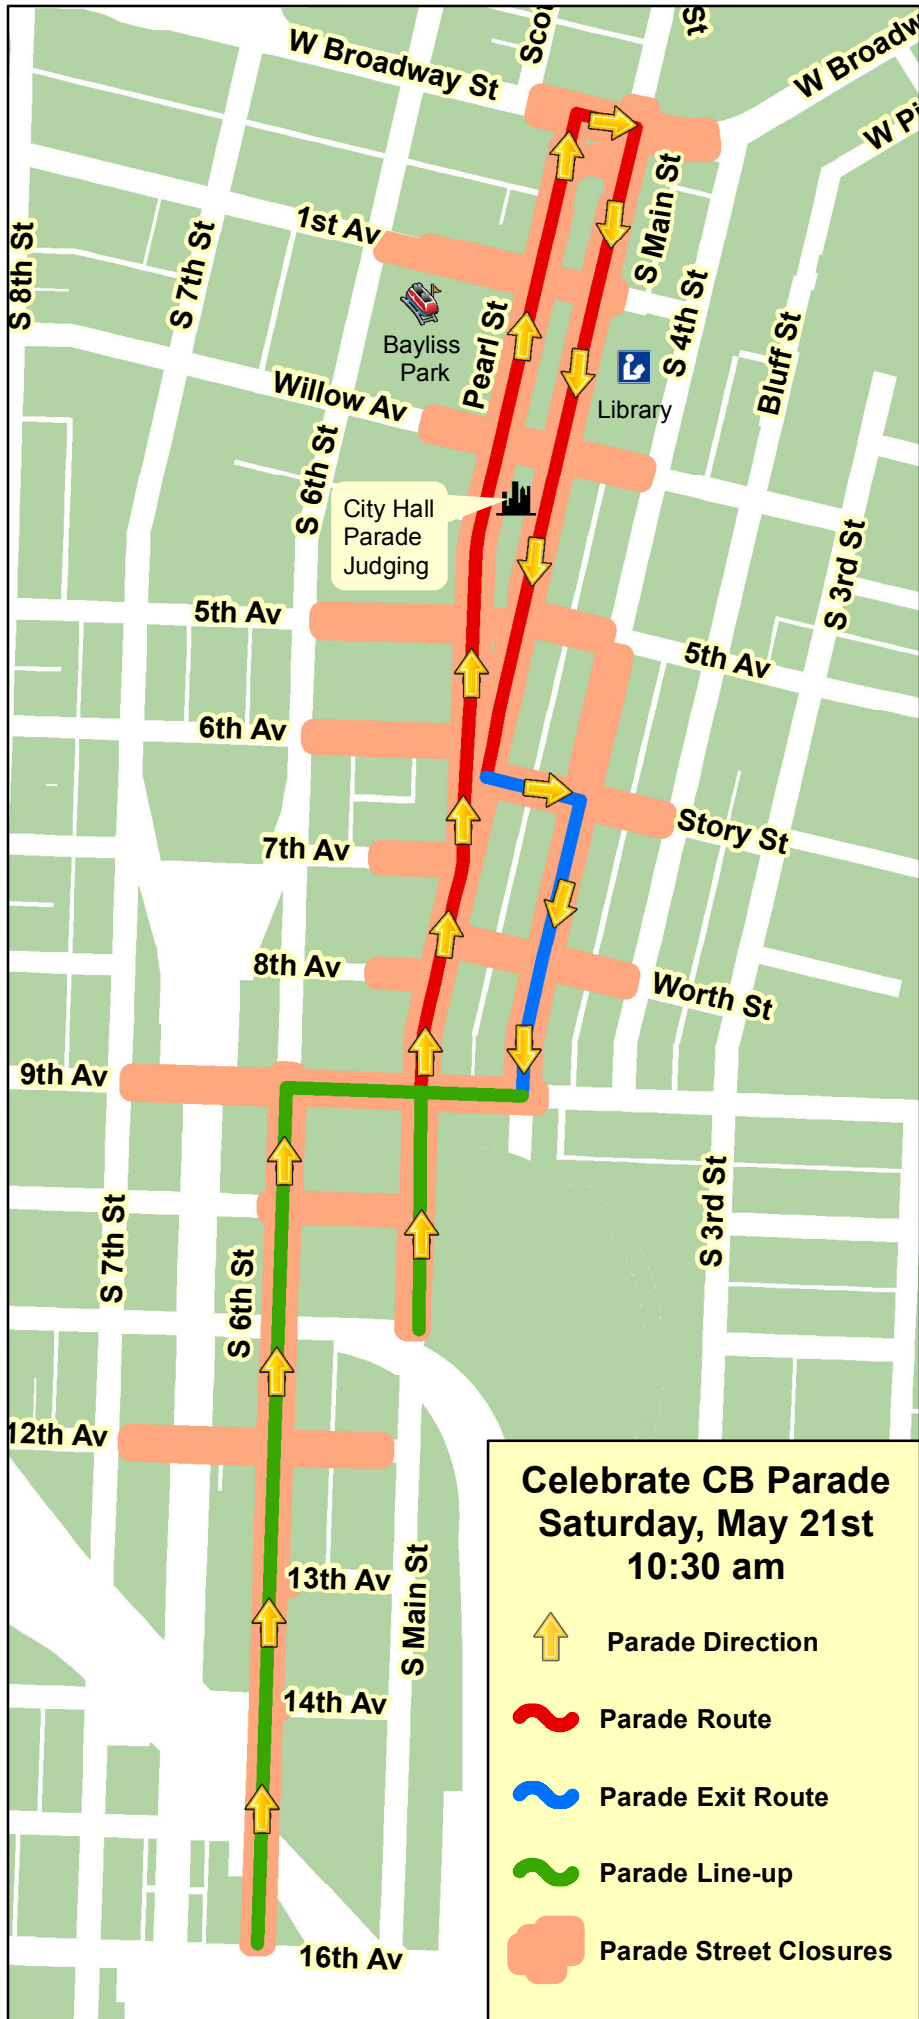 W Broadway St
Scot
St
W Broadw
W Pi
S Main St
1st Av
S 8th St
S 7th St
Bayliss
Park
Pearl St
S 4th St
Bluff St
Willow Av
Library
S 6th St
City Hall
Parade
Judging
S 3rd St
5th Av
5th Av
6th Av
Story St
7th Av
8th Av
Worth St
9th Av
S 7th St
S 6th St
S 3rd St
12th Av
13th Av
S Main St
14th Av
16th Av
Celebrate CB Parade
Saturday, May 21st
10:30 am
Parade Direction
Parade Route
Parade Exit Route
Parade Line-up
Parade Street Closures